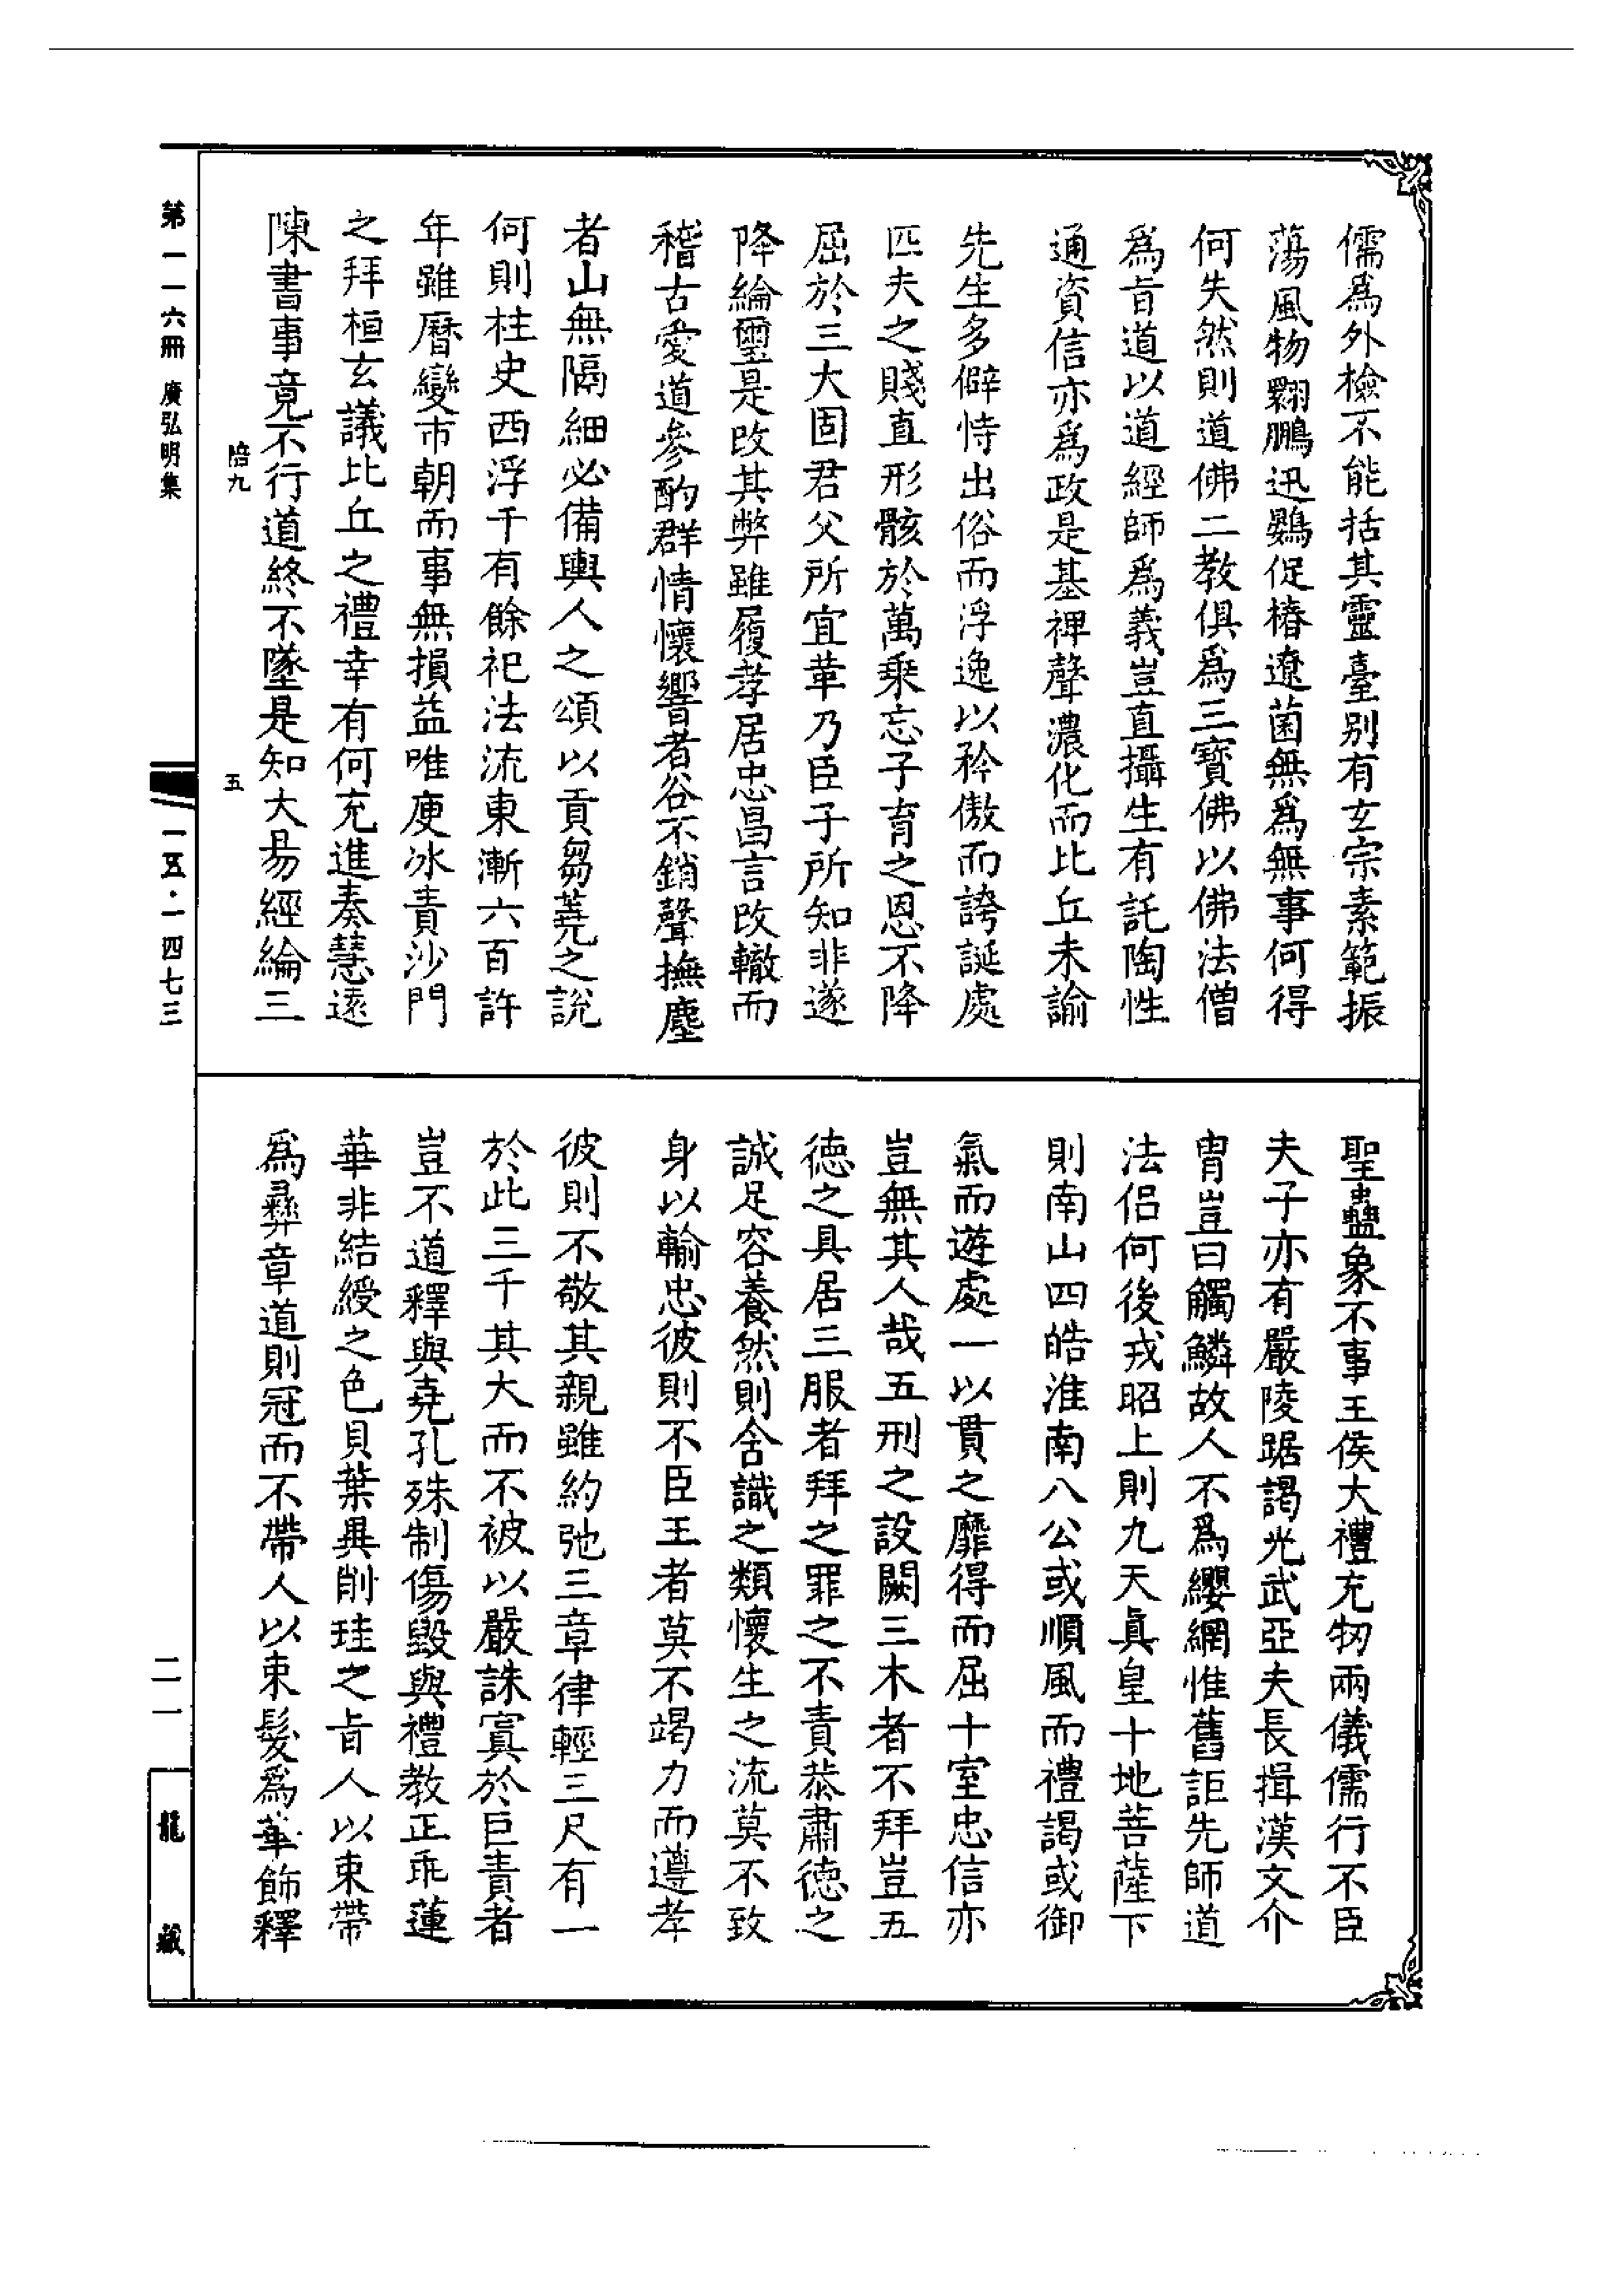 儒爲外檢不能括其靈臺別有玄宗素範振
蕩風物翾鵬迅鷃促椿遼菌無爲無事何得
何失然則道佛二教俱爲三寶佛以佛法僧
爲旨道以道經師爲義豈直攝生有託陶性
通資信亦爲政是基裨聲濃化而比丘未諭
先生多僻恃出俗而浮逸以矜傲而誇誕處
匹夫之賤直形骸於萬乘忘子育之恩不降
屈於三大固君父所宜革乃臣子所知非遂
降綸璽是改其弊雖履孝居忠昌言改轍而
稽古愛道參酌群情懷響者谷不銷聲撫塵
者山無隔細必備輿人之頌以貢芻蕘之說
何則柱史西浮千有餘祀法流東漸六百許
年雖曆變市朝而事無損益唯庾冰責沙門
之拜桓玄議比丘之禮幸有何充進奏慧遠
陳書事竟不行道終不墜是知大易經綸三
聖蠱象不事王侯大禮充牣兩儀儒行不臣
夫子亦有嚴陵踞謁光武亞夫長揖漢文介
胄豈曰觸鱗故人不爲纓網惟舊詎先師道
法侶何後戎昭上則九天眞皇十地菩薩下
則南山四皓淮南八公或順風而禮謁或御
氣而遊處一以貫之靡得而屈十室忠信亦
豈無其人哉五刑之設關三木者不拜豈五
德之具居三服者拜之罪之不責恭肅德之
誠足容養然則含識之類懷生之流莫不致
身以輸忠彼則不臣王者莫不竭力而遵孝
彼則不敬其親雖約弛三章律輕三尺有一
於此三千其大而不被以嚴誅寘於巨責者
豈不道釋與堯孔殊制傷毀與禮教正乖蓮
華非結綬之色貝葉異削珪之旨人以束帶
爲彝章道則冠而不帶人以束髮爲華飾釋
陪九
五
第一一六冊 廣弘明集
一五·一四七三
二一
龍藏